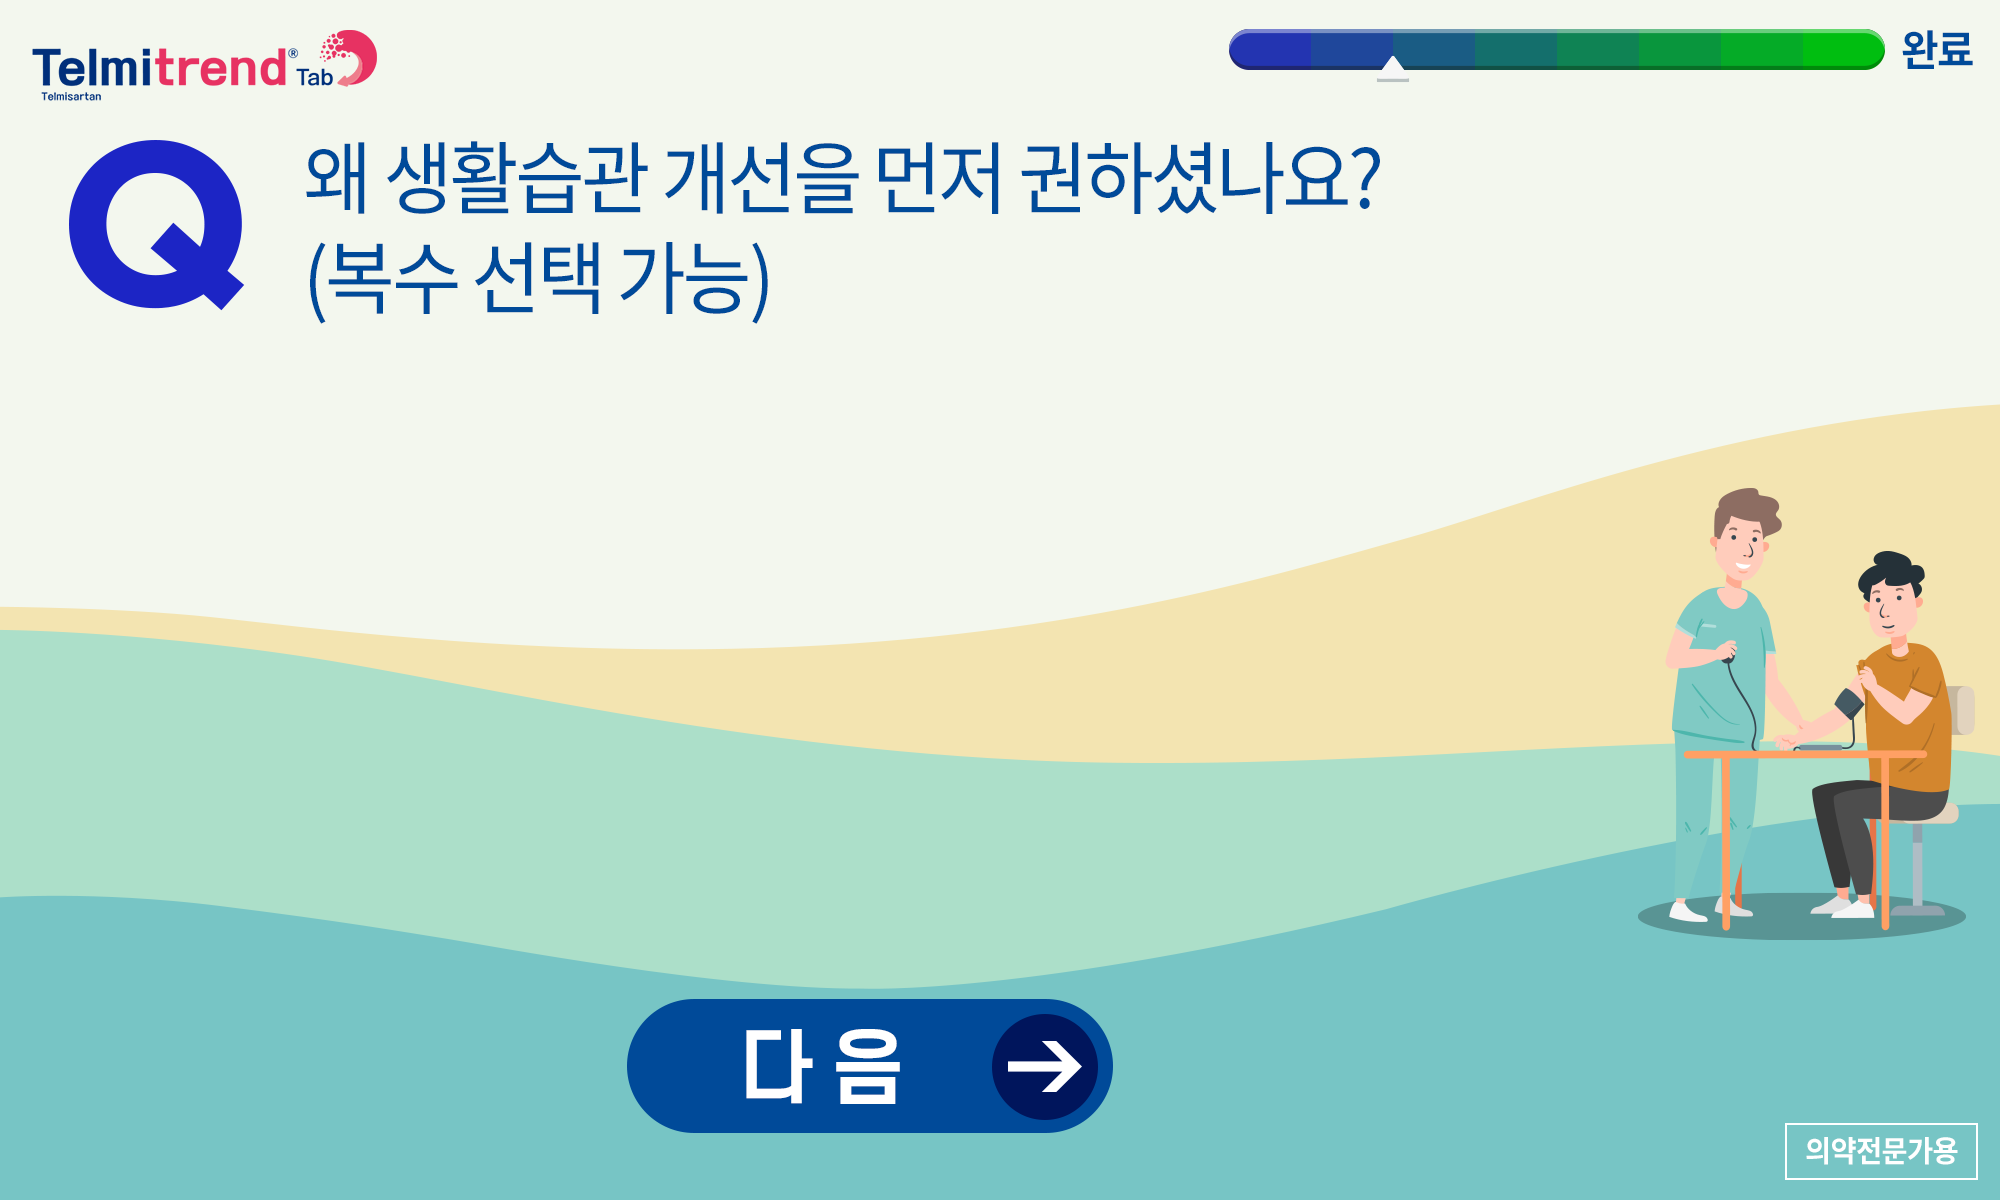 Telmitrend® Tab
Telmisartan
완료
Q
왜 생활습관 개선을 먼저 권하셨나요?
(복수 선택 가능)
다음
의약전문가용